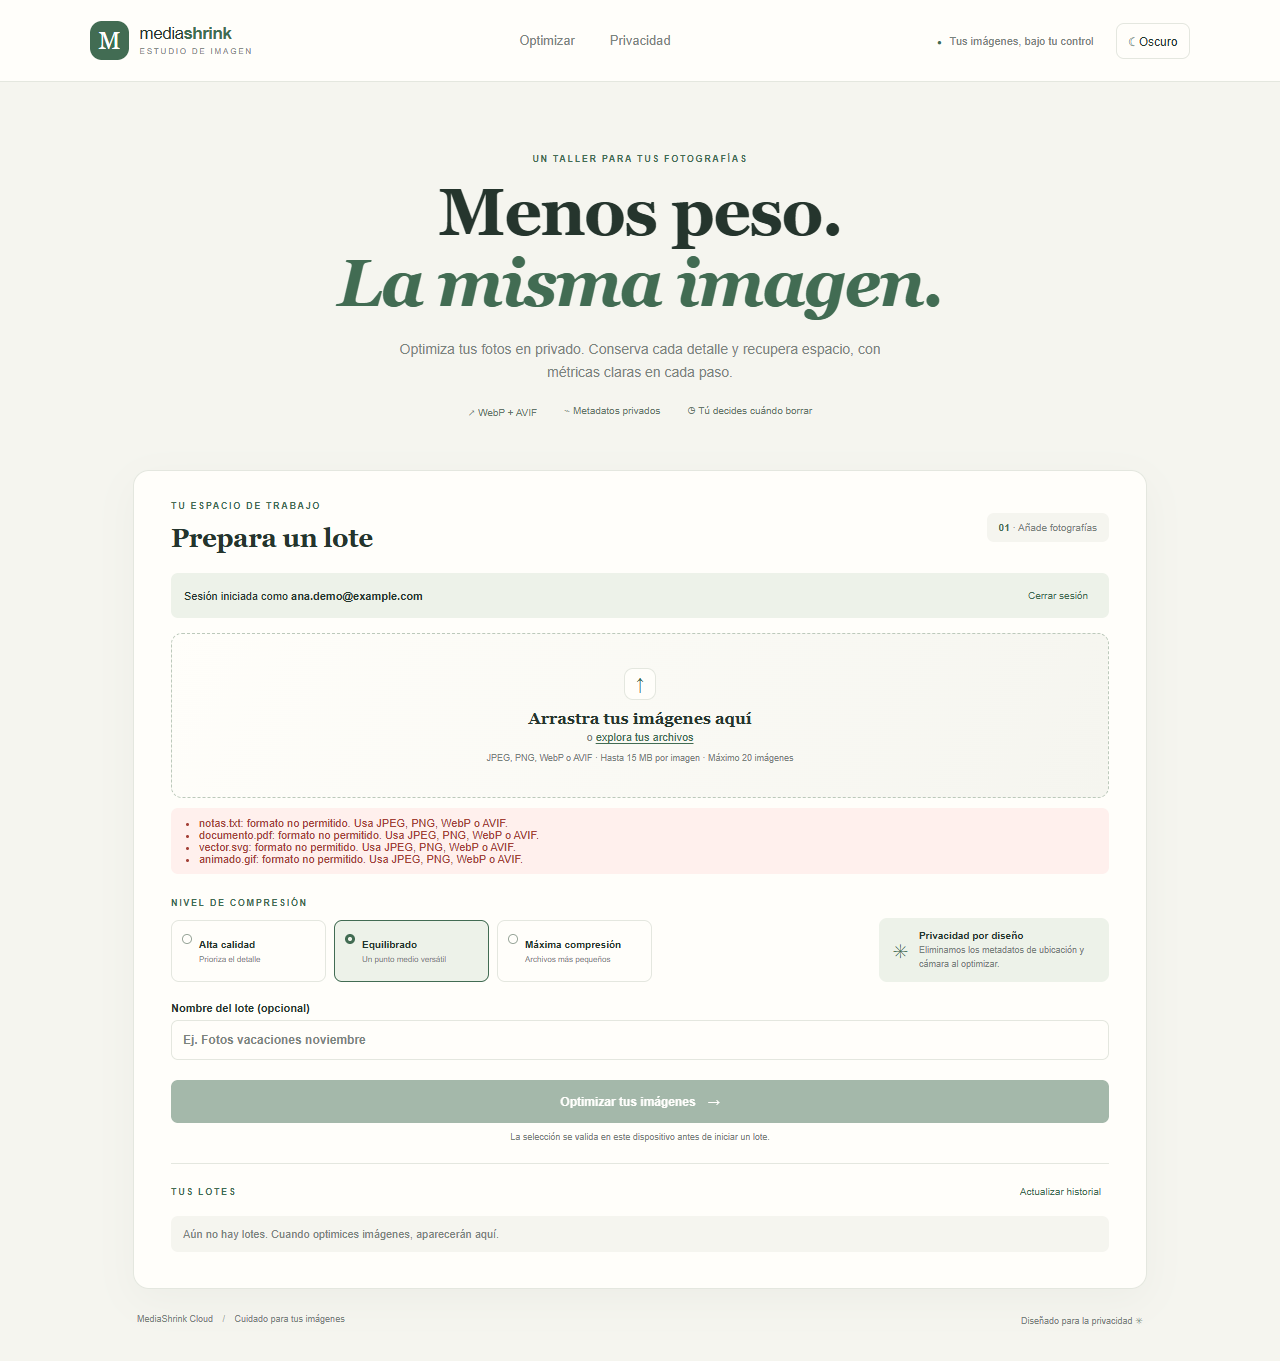 M
mediashrink
ESTUDIO DE IMAGEN
Optimizar
Privacidad
• Tus imágenes, bajo tu control
☾ Oscuro
UN TALLER PARA TUS FOTOGRAFÍAS
Menos peso.
La misma imagen.
Optimiza tus fotos en privado. Conserva cada detalle y recupera espacio, con
métricas claras en cada paso.
↗ WebP + AVIF
~ Metadatos privados
◷ Tú decides cuándo borrar
TU ESPACIO DE TRABAJO
Prepara un lote
01 · Añade fotografías
Sesión iniciada como ana.demo@example.com
Cerrar sesión
↑
Arrastra tus imágenes aquí
o explora tus archivos
JPEG, PNG, WebP o AVIF · Hasta 15 MB por imagen · Máximo 20 imágenes
• notas.txt: formato no permitido. Usa JPEG, PNG, WebP o AVIF.
• documento.pdf: formato no permitido. Usa JPEG, PNG, WebP o AVIF.
• vector.svg: formato no permitido. Usa JPEG, PNG, WebP o AVIF.
• animado.gif: formato no permitido. Usa JPEG, PNG, WebP o AVIF.
NIVEL DE COMPRESIÓN
Alta calidad
Prioriza el detalle
Equilibrado
Un punto medio versátil
Máxima compresión
Archivos más pequeños
✳ Privacidad por diseño
Eliminamos los metadatos de ubicación y
cámara al optimizar.
Nombre del lote (opcional)
Ej. Fotos vacaciones noviembre
Optimizar tus imágenes →
La selección se valida en este dispositivo antes de iniciar un lote.
TUS LOTES
Actualizar historial
Aún no hay lotes. Cuando optimices imágenes, aparecerán aquí.
MediaShrink Cloud / Cuidado para tus imágenes
Diseñado para la privacidad ✳